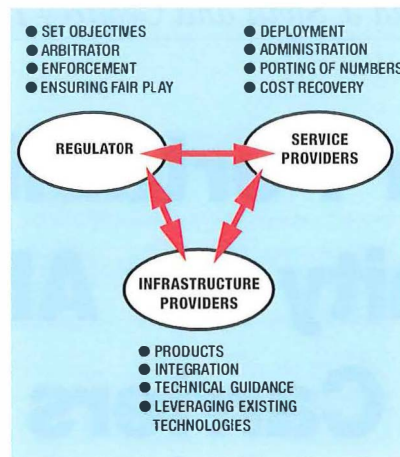 ● SET OBJECTIVES
● ARBITRATOR
● ENFORCEMENT
● ENSURING FAIR PLAY
● DEPLOYMENT
● ADMINISTRATION
● PORTING OF NUMBERS
● COST RECOVERY
REGULATOR
SERVICE
PROVIDERS
INFRASTRUCTURE
PROVIDERS
● PRODUCTS
● INTEGRATION
● TECHNICAL GUIDANCE
● LEVERAGING EXISTING
TECHNOLOGIES